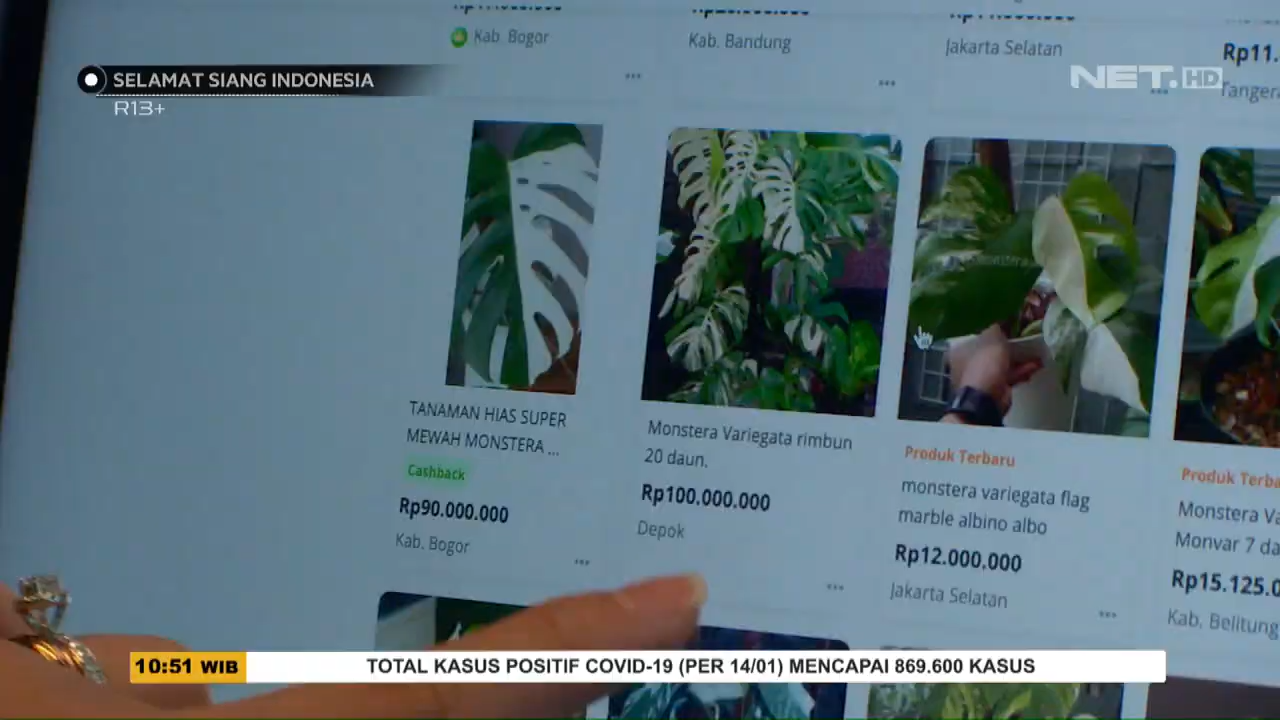 Kab. Bogor
Kab. Bandung
Jakarta Selatan
Rp11.
SELAMAT SIANG INDONESIA
NET. HD
R13+
TANAMAN HIAS SUPER
MEWAH MONSTERA ...
Cashback
Rp90.000.000
Kab. Bogor
Monstera Variegata rimbun
20 daun.
Rp100.000.000
Depok
Produk Terbaru
monstera variegata flag
marble albino albo
Rp12.000.000
Jakarta Selatan
Produk Terba
Monstera Va
Monvar 7 da
Rp15.125.0
Kab. Belitung
10:51 WIB
TOTAL KASUS POSITIF COVID-19 (PER 14/01) MENCAPAI 869.600 KASUS